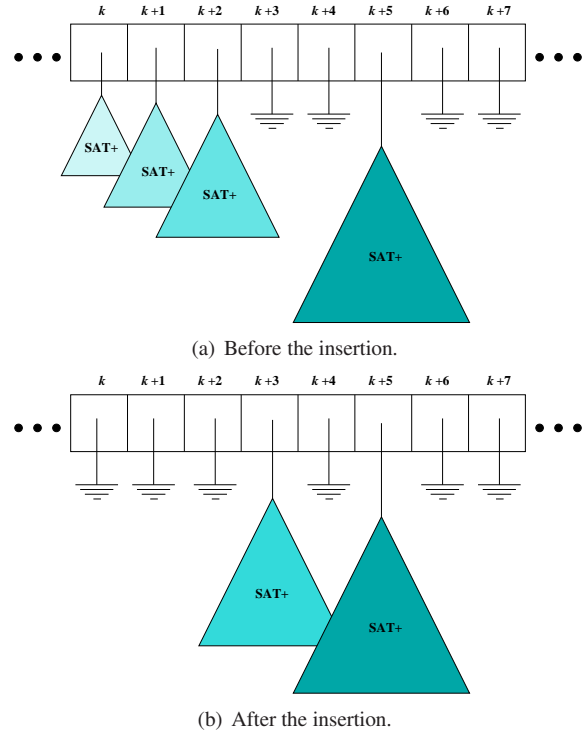 k k+1 k+2 k+3 k+4 k+5 k+6 k+7
SAT+
SAT+
SAT+
SAT+
(a) Before the insertion.
k k+1 k+2 k+3 k+4 k+5 k+6 k+7
SAT+
SAT+
(b) After the insertion.